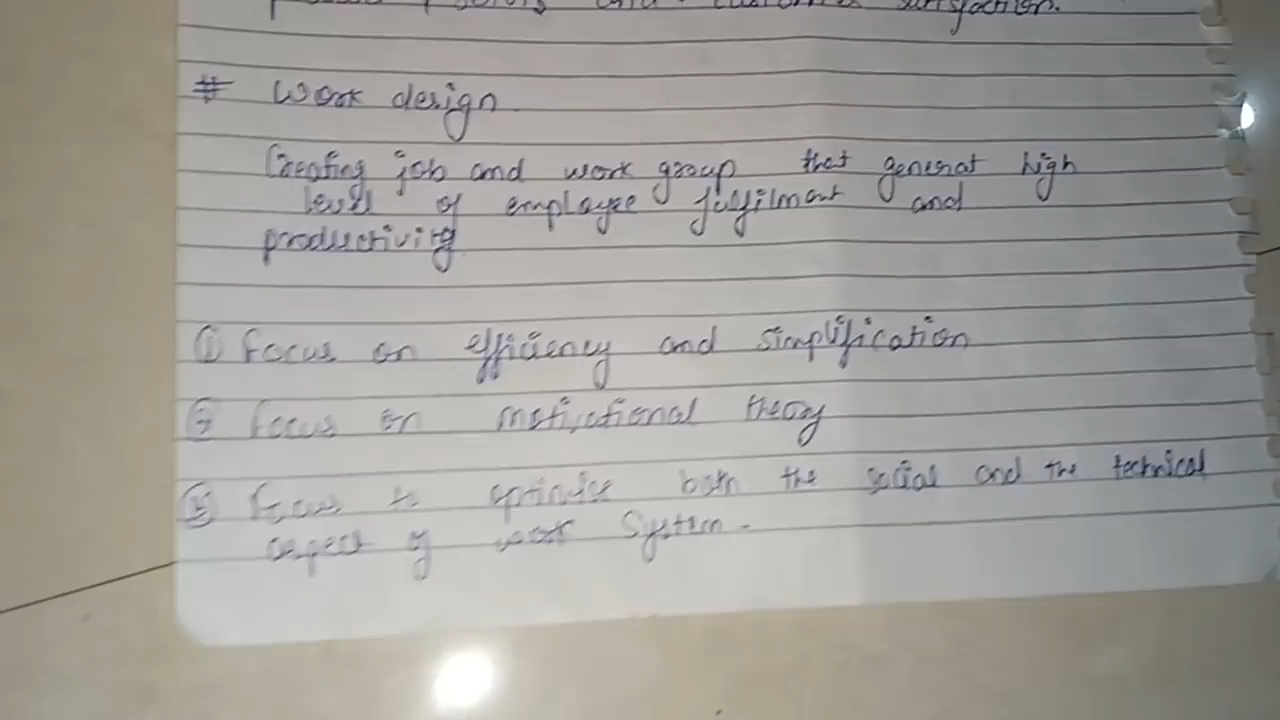 satisfaction.
# Work design
Creating job and work group that generat high
level of employee fulfilment and
productivity
① Focus on efficiency and simplification
② Focus on motivational theory
③ Focus to optimize both the social and the technical
aspect of work system.